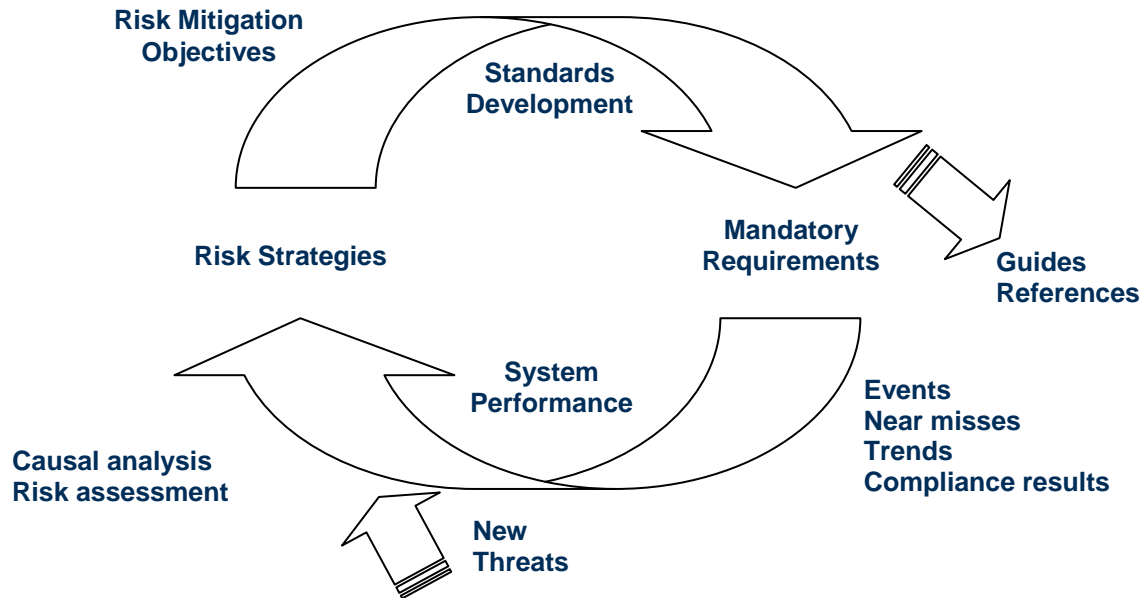 Risk Mitigation
Objectives
Standards
Development
Risk Strategies
Mandatory
Requirements
Guides
References
System
Performance
Events
Near misses
Trends
Compliance results
Causal analysis
Risk assessment
New
Threats